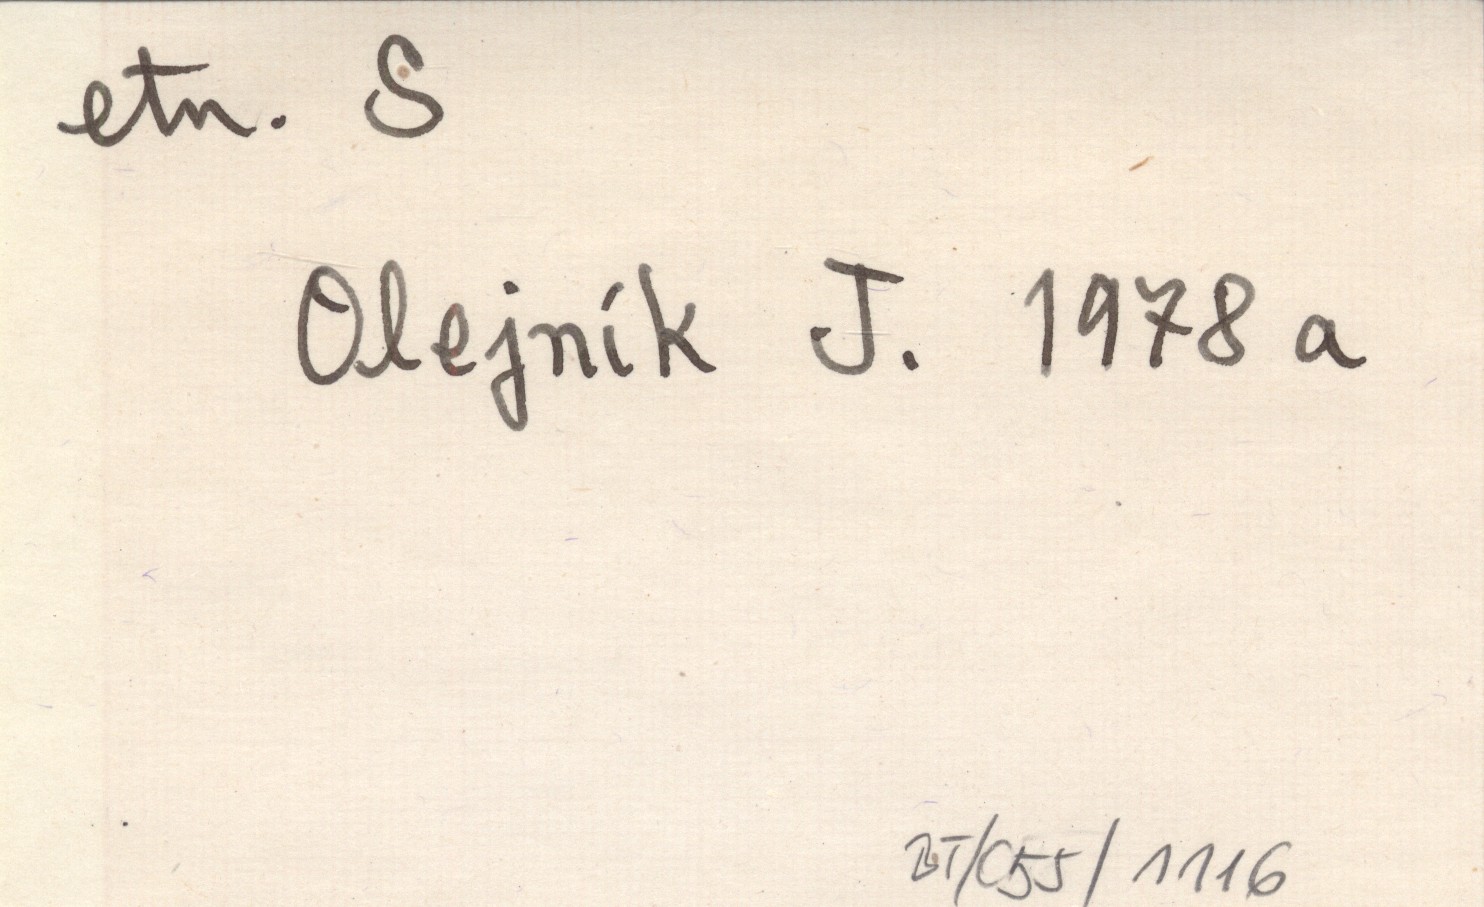 etn. S
Olejník J. 1978 a
BT/C55/ 1116